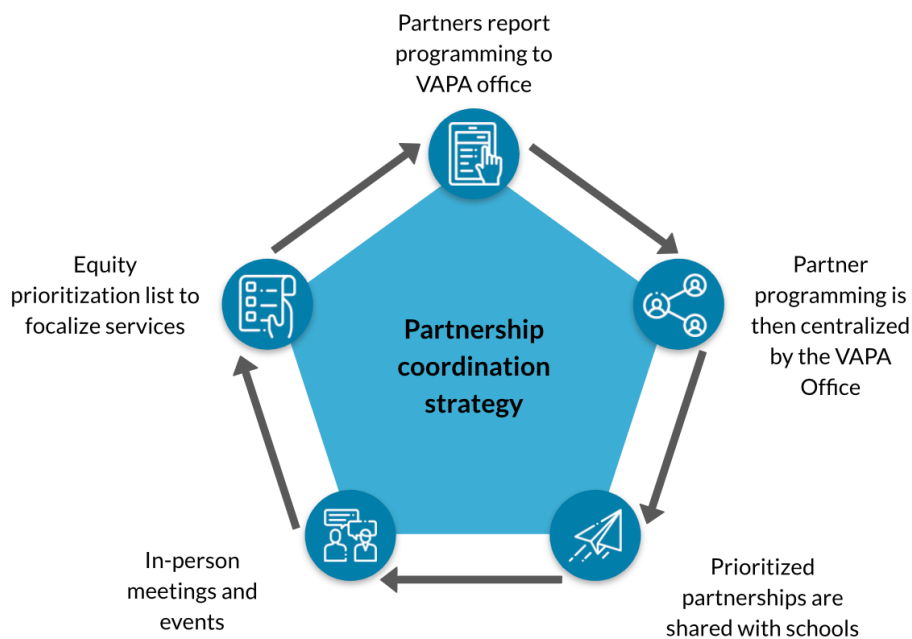 Partners report
programming to
VAPA office
Equity
prioritization list to
focalize services
Partner
programming is
then centralized
by the VAPA
Office
Partnership
coordination
strategy
In-person
meetings and
events
Prioritized
partnerships are
shared with schools